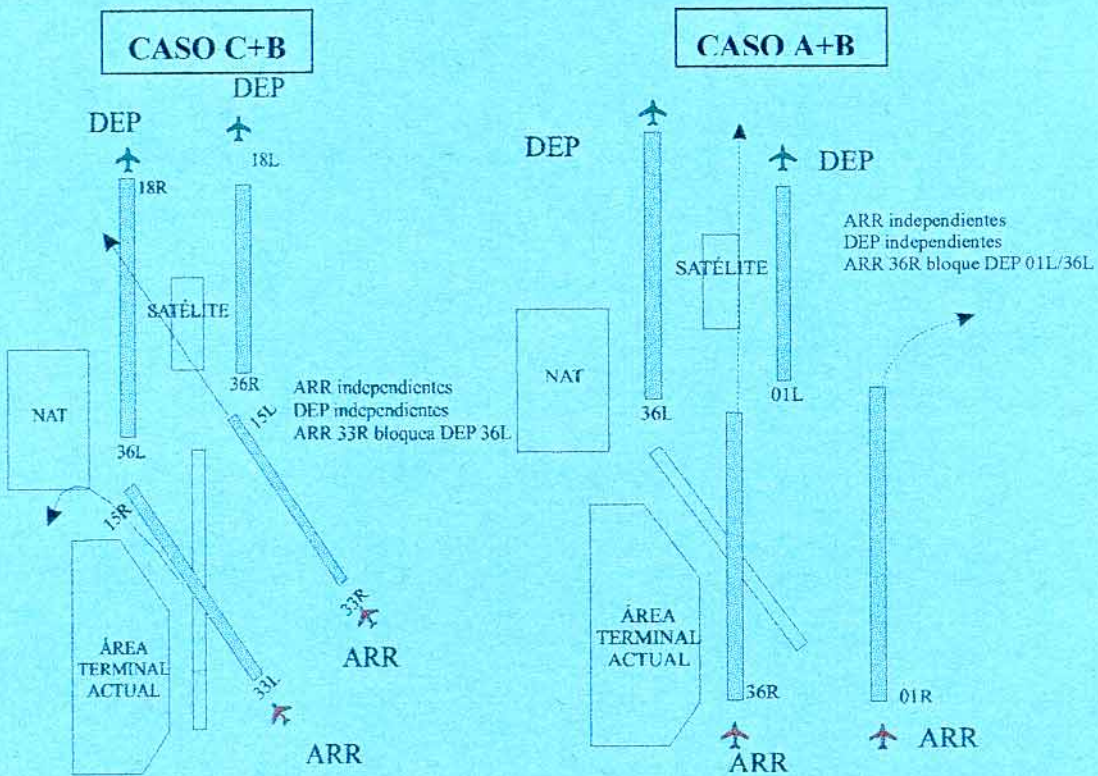 CASO C+B
DEP
DEP
18L
18R
SATÉLITE
36R
15L
ARR independientes
DEP independientes
ARR 33R bloquea DEP 36L
NAT
36L
15R
33R
ARR
ÁREA
TERMINAL
ACTUAL
33L
ARR
CASO A+B
DEP
DEP
ARR independientes
DEP independientes
ARR 36R bloque DEP 01L/36L
SATÉLITE
NAT
36L
01L
ÁREA
TERMINAL
ACTUAL
36R
01R
ARR
ARR